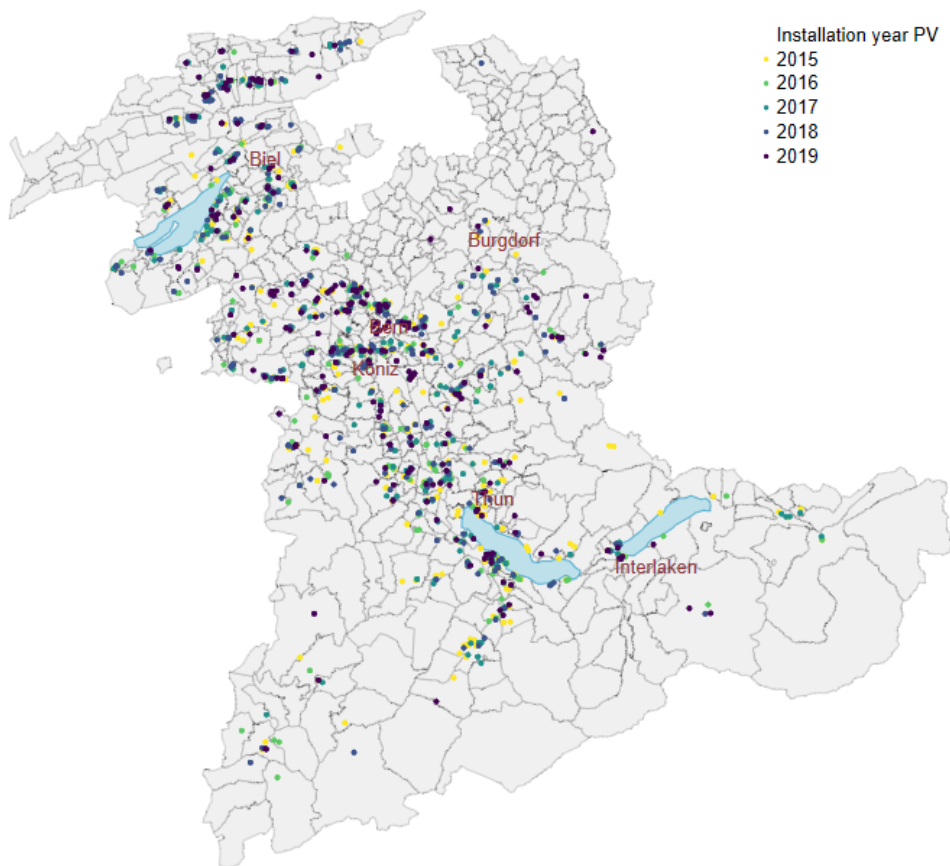 Installation year PV
2015
2016
2017
2018
2019
Biel
Burgdorf
Bern
Köniz
Thun
Interlaken